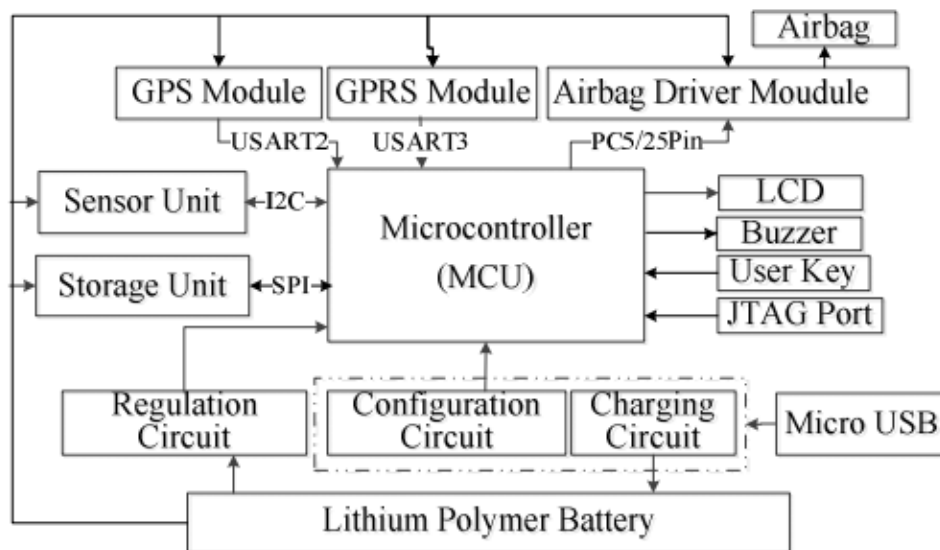 Airbag
GPS Module
GPRS Module
Airbag Driver Moudule
USART2
USART3
PC5/25Pin
Sensor Unit
I2C
Microcontroller
(MCU)
LCD
Buzzer
User Key
JTAG Port
Storage Unit
SPI
Regulation
Circuit
Configuration
Circuit
Charging
Circuit
Micro USB
Lithium Polymer Battery